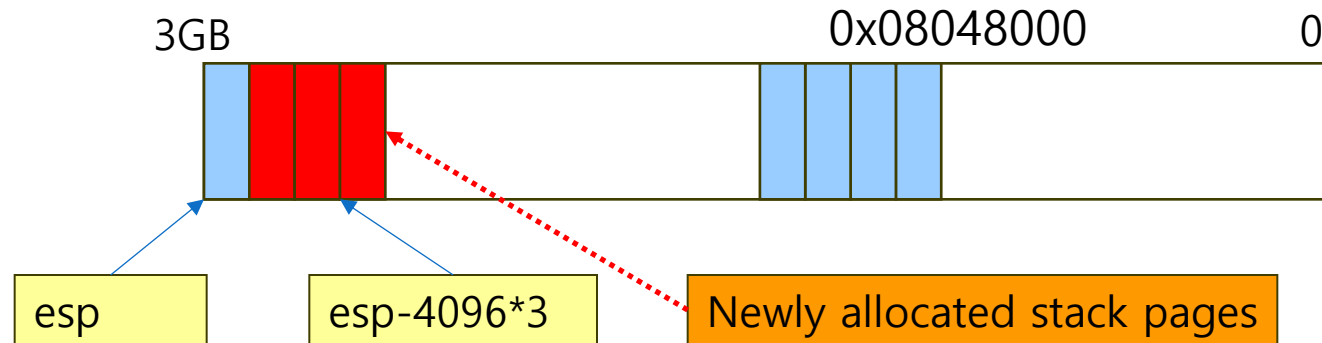 3GB
0x08048000
0
esp
esp-4096*3
Newly allocated stack pages